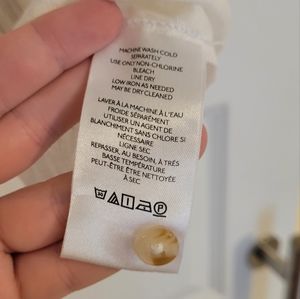 MACHINE WASH COLD
SEPARATELY
USE ONLY NON-CHLORINE
BLEACH
LINE DRY
LOW IRON AS NEEDED
MAY BE DRY CLEANED
LAVER À LA MACHINE À L'EAU
FROIDE SÉPARÉMENT
UTILISER UN AGENT DE
BLANCHIMENT SANS CHLORE SI
NÉCESSAIRE
LIGNE SEC
REPASSER, AU BESOIN, À TRÈS
BASSE TEMPÉRATURE
PEUT-ÊTRE ÊTRE NETTOYÉE
À SEC